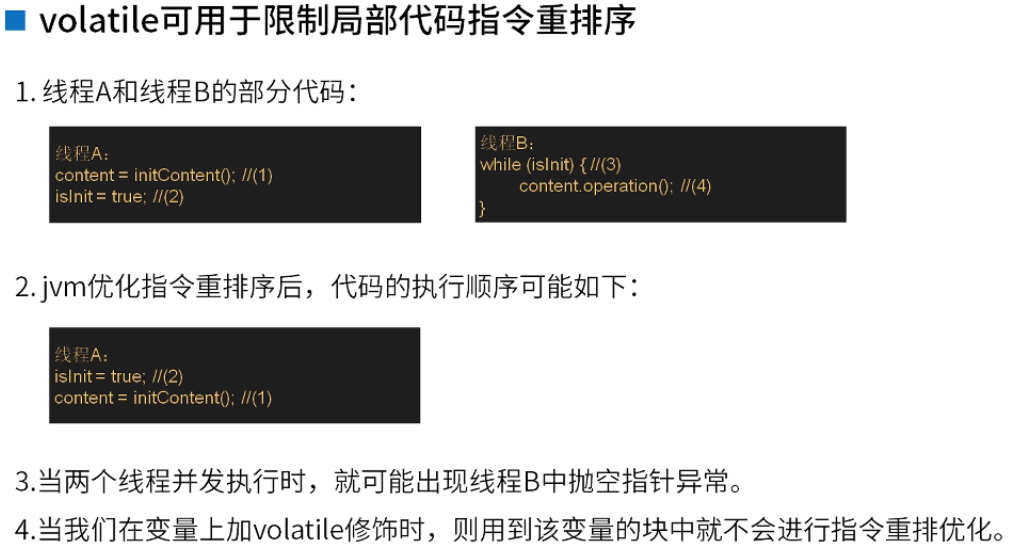 volatile可用于限制局部代码指令重排序
1. 线程A和线程B的部分代码：
线程A：
content = initContent(); //(1)
isInit = true; //(2)
线程B：
while (isInit) { //(3)
content.operation(); //(4)
}
2. jvm优化指令重排序后，代码的执行顺序可能如下：
线程A：
isInit = true; //(2)
content = initContent(); //(1)
3.当两个线程并发执行时，就可能出现线程B中抛空指针异常。
4.当我们在变量上加volatile修饰时，则用到该变量的块中就不会进行指令重排优化。